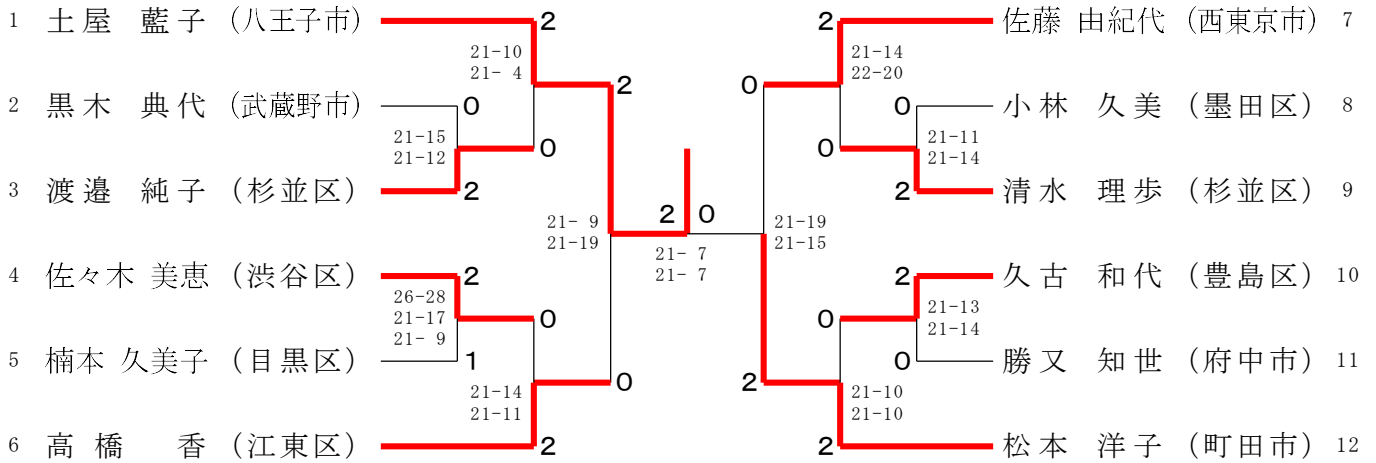 1 土屋 藍子 (八王子市) 2 2 佐藤 由紀代 (西東京市) 7
21-10 21-14
21- 4 22-20
2 0 
2 黒木 典代 (武蔵野市) 0 0 小林 久美 (墨田区) 8
21-15 21-11
21-12 21-14
0 0
3 渡邉 純子 (杉並区) 2 2 清水 理歩 (杉並区) 9
21- 9 2 0 21-19
21-19 21-15
21- 7
21- 7
4 佐々木 美恵 (渋谷区) 2 2 久古 和代 (豊島区) 10
26-28 21-13
21-17 21-14
21- 9
0 0
5 楠本 久美子 (目黒区) 1 0 勝又 知世 (府中市) 11
0 2
21-14 21-10
21-11 21-10
6 高橋 香 (江東区) 2 2 松本 洋子 (町田市) 12